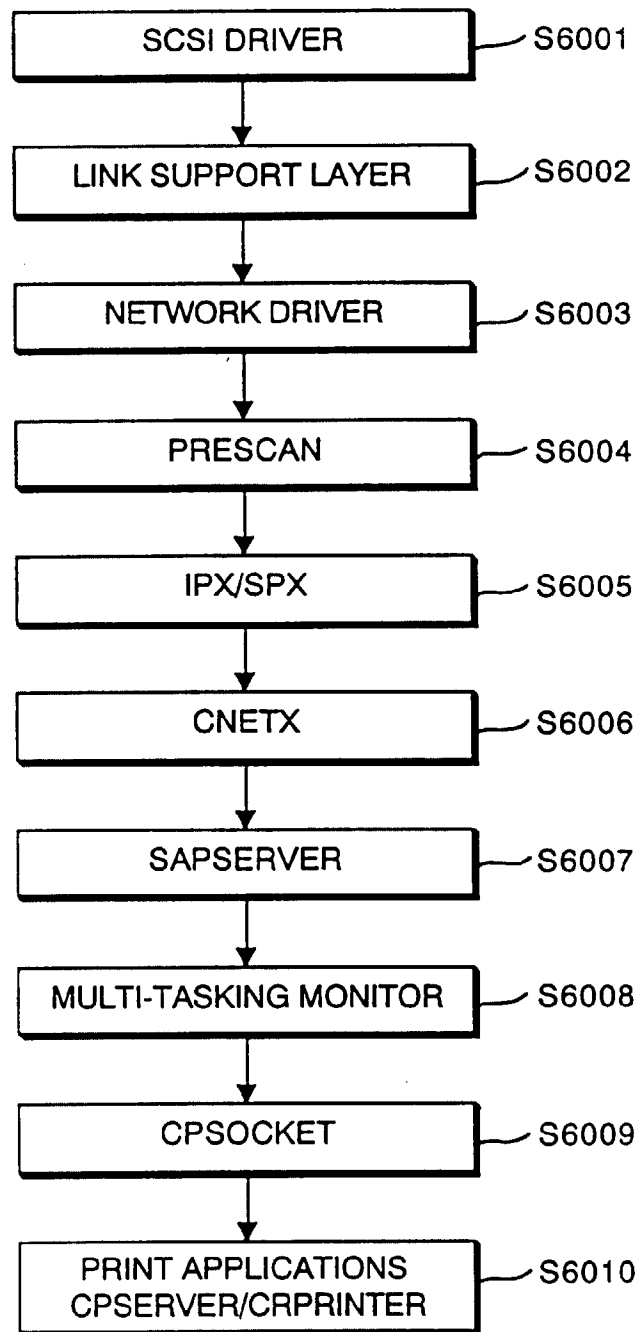 SCSI DRIVER S6001
LINK SUPPORT LAYER S6002
NETWORK DRIVER S6003
PRESCAN S6004
IPX/SPX S6005
CNETX S6006
SAPSERVER S6007
MULTI-TASKING MONITOR S6008
CPSOCKET S6009
PRINT APPLICATIONS S6010
CPSERVER/CRPRINTER